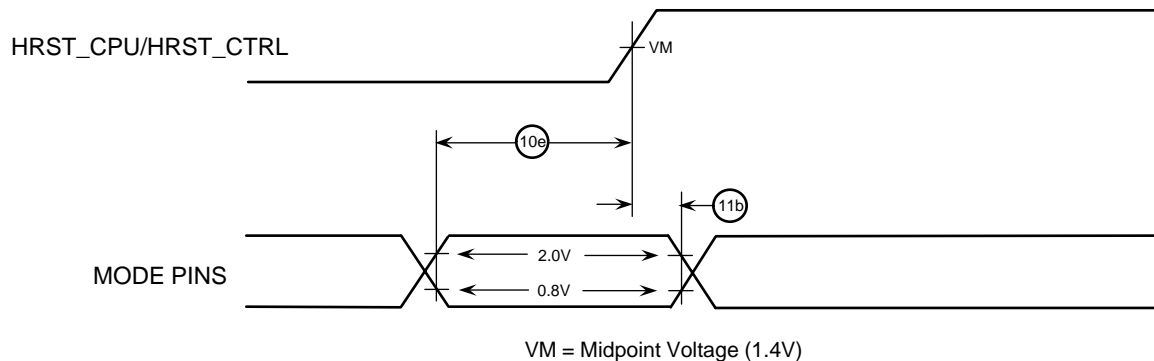 HRST_CPU/HRST_CTRL
VM
10e
11b
MODE PINS
2.0V
0.8V
VM = Midpoint Voltage (1.4V)